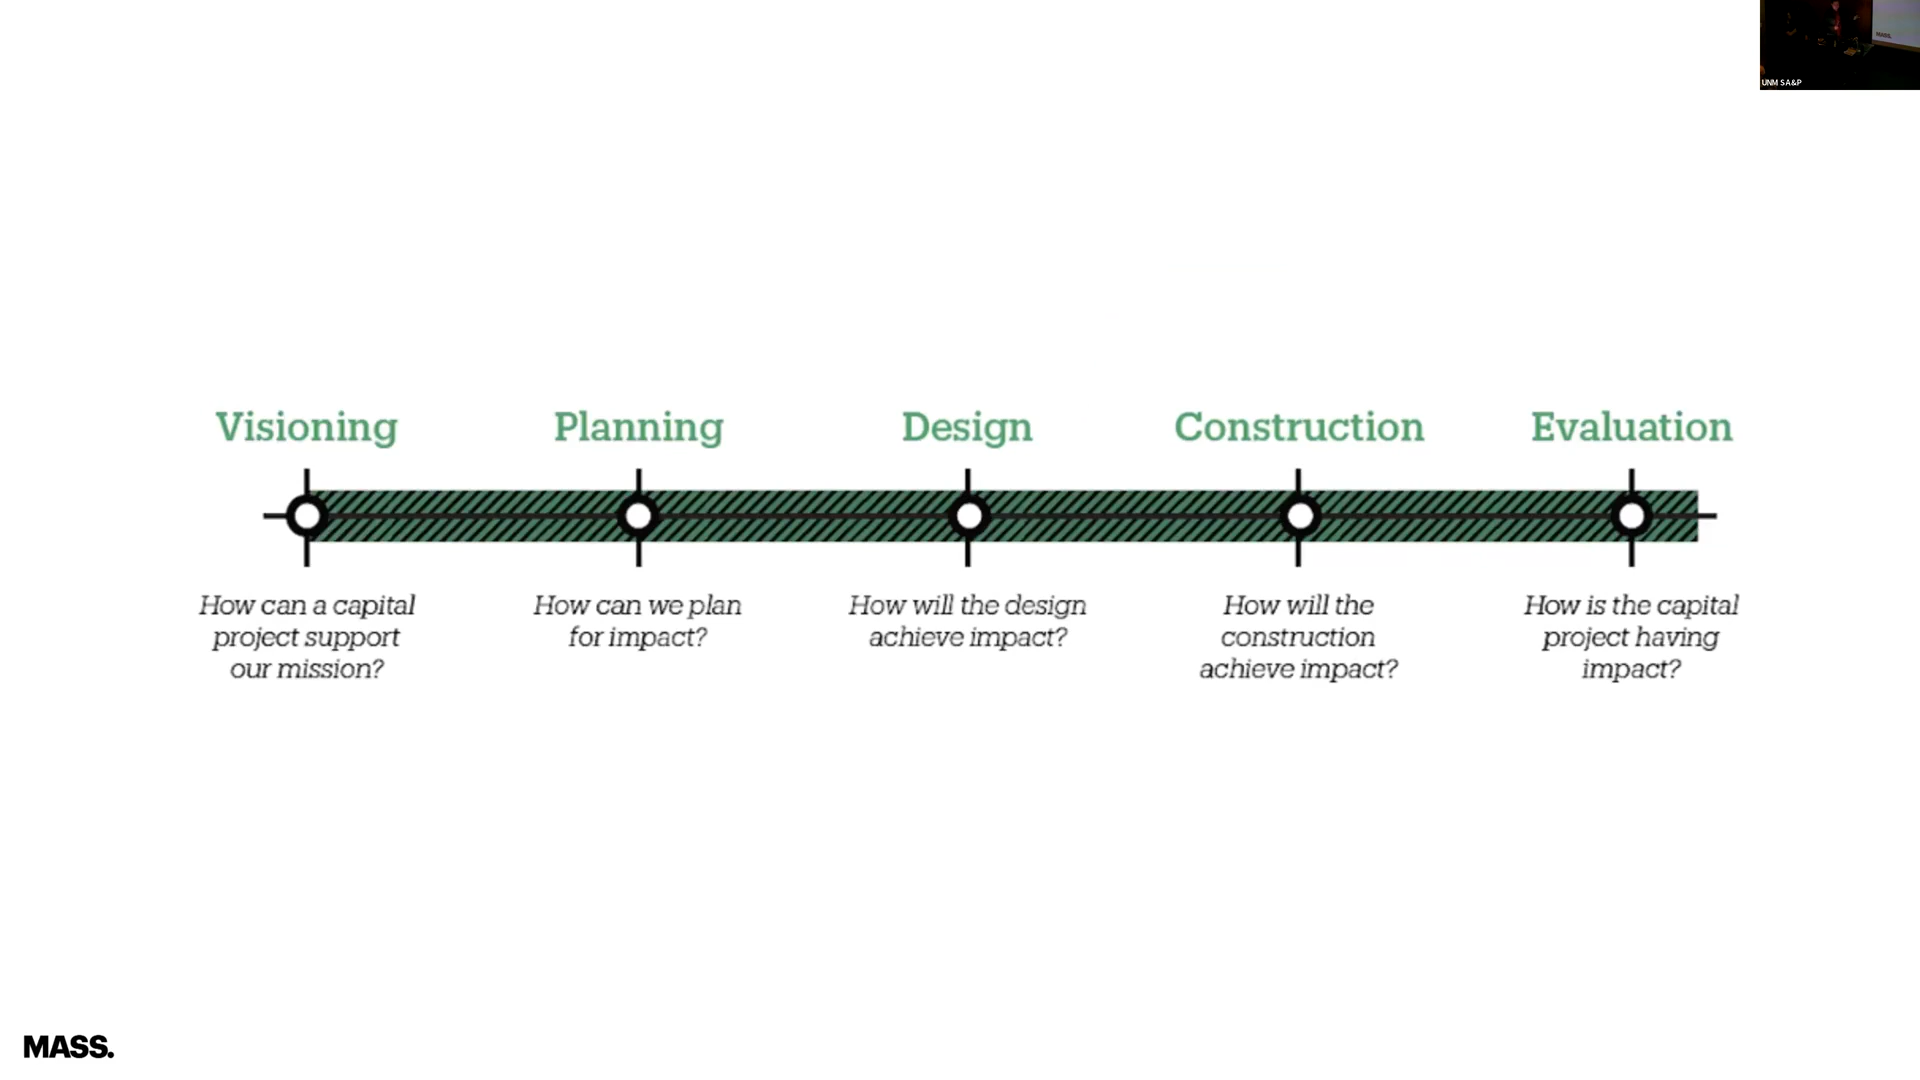 UNM SA&P
MASS.
Visioning
Planning
Design
Construction
Evaluation
How can a capital
project support
our mission?
How can we plan
for impact?
How will the design
achieve impact?
How will the
construction
achieve impact?
How is the capital
project having
impact?
MASS.